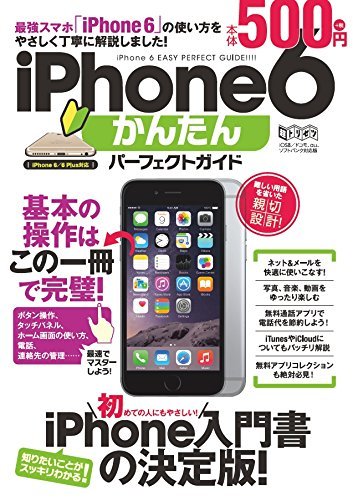 最強スマホ「iPhone 6」の使い方を
やさしく丁寧に解説しました!
本体500円
+税
iPhone 6 EASY PERFECT GUIDE!!!!
iPhone6
かんたん
パーフェクトガイド
iPhone 6/6 Plus対応
iOS8/ドコモ、au、
ソフトバンク対応版
難しい用語
を省い!
親切
設計!
基本の
操作は
この一冊
で完璧!
ボタン操作、
タッチパネル、
ホーム画面の使い方、
電話、
連絡先の管理……
最速で
マスター
しよう!
ネット&メールを
快適に使いこなす!
写真、音楽、動画を
ゆったり楽しむ
無料通話アプリで
電話代を節約しよう!
iTunesやiCloudに
ついてもバッチリ解説
無料アプリコレクション
も絶対必見!
初めての人にもやさしい!
iPhone入門書
の決定版!
知りたいことが
スッキリわかる!